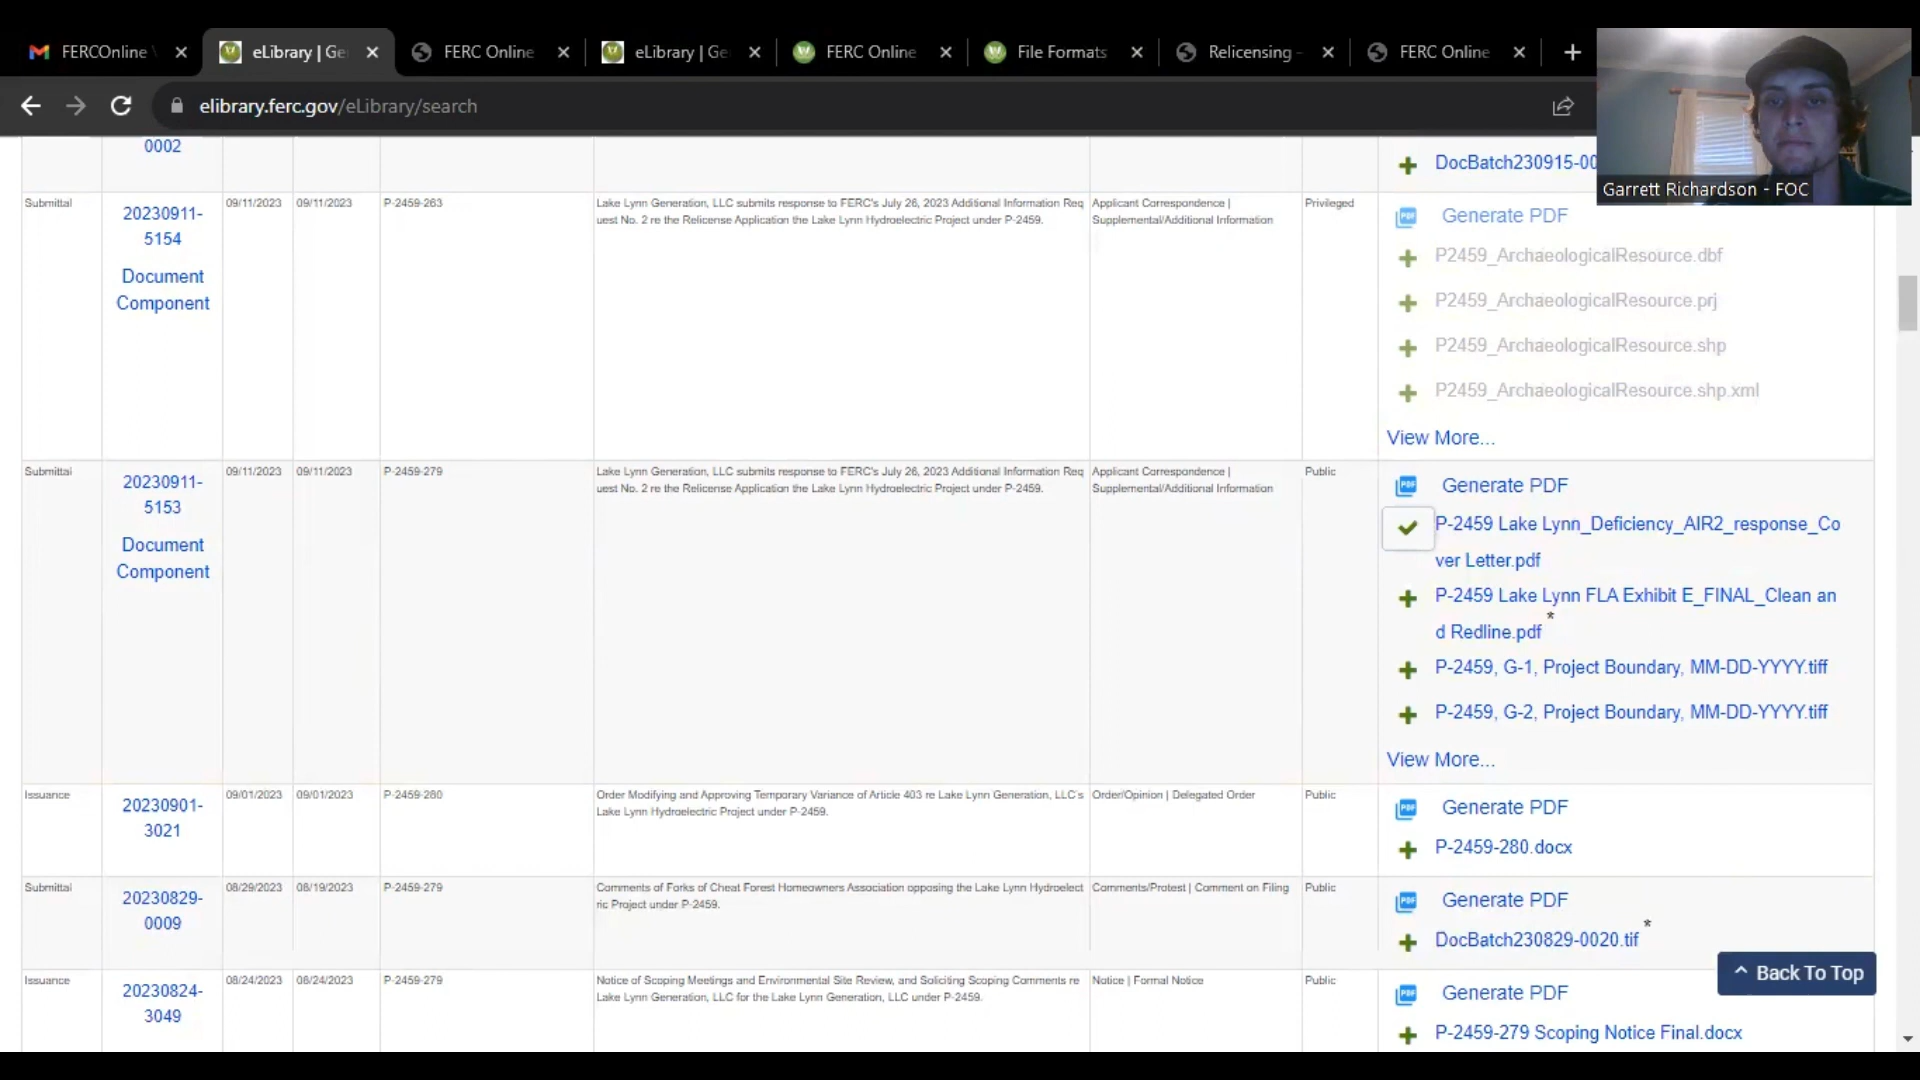 FERCOnline
eLibrary | Ge
FERC Online
eLibrary | Ge
FERC Online
File Formats
Relicensing -
FERC Online
elibrary.ferc.gov/eLibrary/search
Garrett Richardson - FOC
0002
DocBatch230915-00
Submittal
20230911-
5154
Document
Component
09/11/2023
09/11/2023
P-2459-263
Lake Lynn Generation, LLC submits response to FERC's July 26, 2023 Additional Information Req
uest No. 2 re the Relicense Application the Lake Lynn Hydroelectric Project under P-2459.
Applicant Correspondence |
Supplemental/Additional Information
Privileged
Generate PDF
P2459_ArchaeologicalResource.dbf
P2459_ArchaeologicalResource.prj
P2459_ArchaeologicalResource.shp
P2459_ArchaeologicalResource.shp.xml
View More...
Submittal
20230911-
5153
Document
Component
09/11/2023
09/11/2023
P-2459-279
Lake Lynn Generation, LLC submits response to FERC's July 26, 2023 Additional Information Req
uest No. 2 re the Relicense Application the Lake Lynn Hydroelectric Project under P-2459.
Applicant Correspondence |
Supplemental/Additional Information
Public
Generate PDF
P-2459 Lake Lynn_Deficiency_AIR2_response_Co
ver Letter.pdf
P-2459 Lake Lynn FLA Exhibit E_FINAL_Clean an
d Redline.pdf *
P-2459, G-1, Project Boundary, MM-DD-YYYY.tiff
P-2459, G-2, Project Boundary, MM-DD-YYYY.tiff
View More...
Issuance
20230901-
3021
09/01/2023
09/01/2023
P-2459-280
Order Modifying and Approving Temporary Variance of Article 403 re Lake Lynn Generation, LLC's
Lake Lynn Hydroelectric Project under P-2459.
Order/Opinion | Delegated Order
Public
Generate PDF
P-2459-280.docx
Submittal
20230829-
0009
08/29/2023
08/19/2023
P-2459-279
Comments of Forks of Cheat Forest Homeowners Association opposing the Lake Lynn Hydroelect
ric Project under P-2459.
Comments/Protest | Comment on Filing
Public
Generate PDF
DocBatch230829-0020.tif *
Issuance
20230824-
3049
08/24/2023
08/24/2023
P-2459-279
Notice of Scoping Meetings and Environmental Site Review, and Soliciting Scoping Comments re
Lake Lynn Generation, LLC for the Lake Lynn Generation, LLC under P-2459.
Notice | Formal Notice
Public
Generate PDF
P-2459-279 Scoping Notice Final.docx
Back To Top